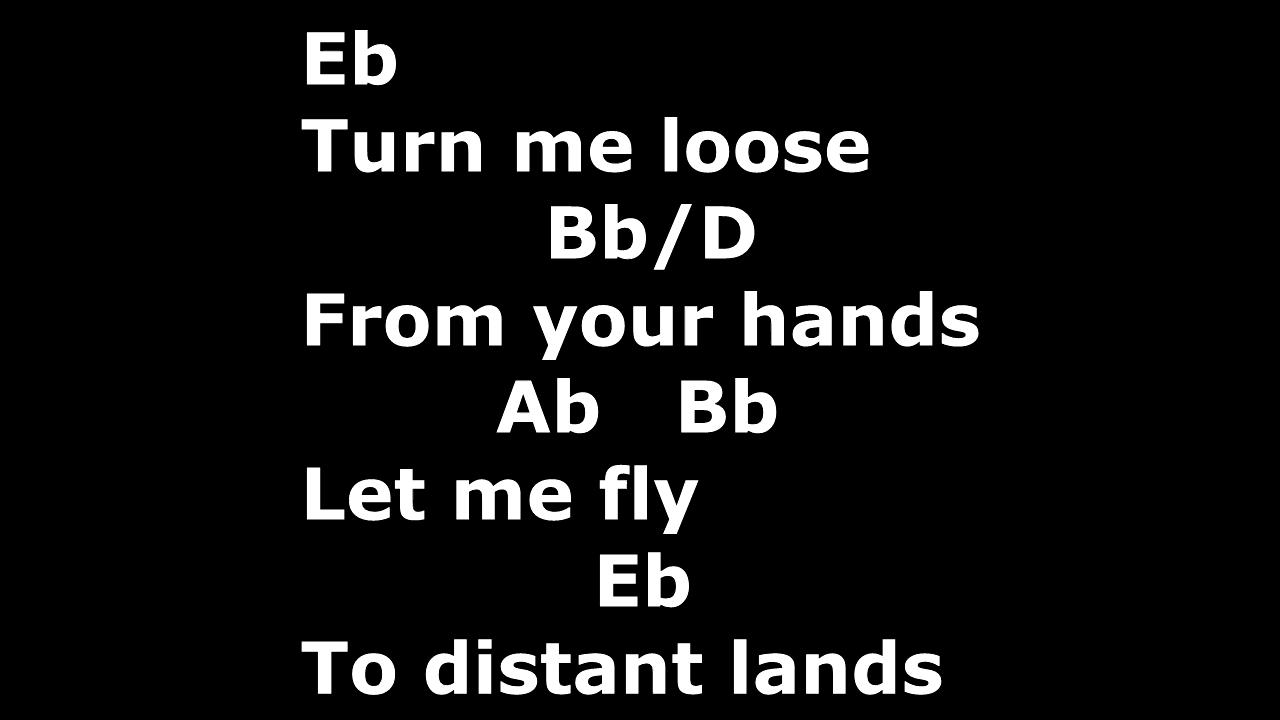 Eb
Turn me loose
Bb/D
From your hands
Ab Bb
Let me fly
Eb
To distant lands